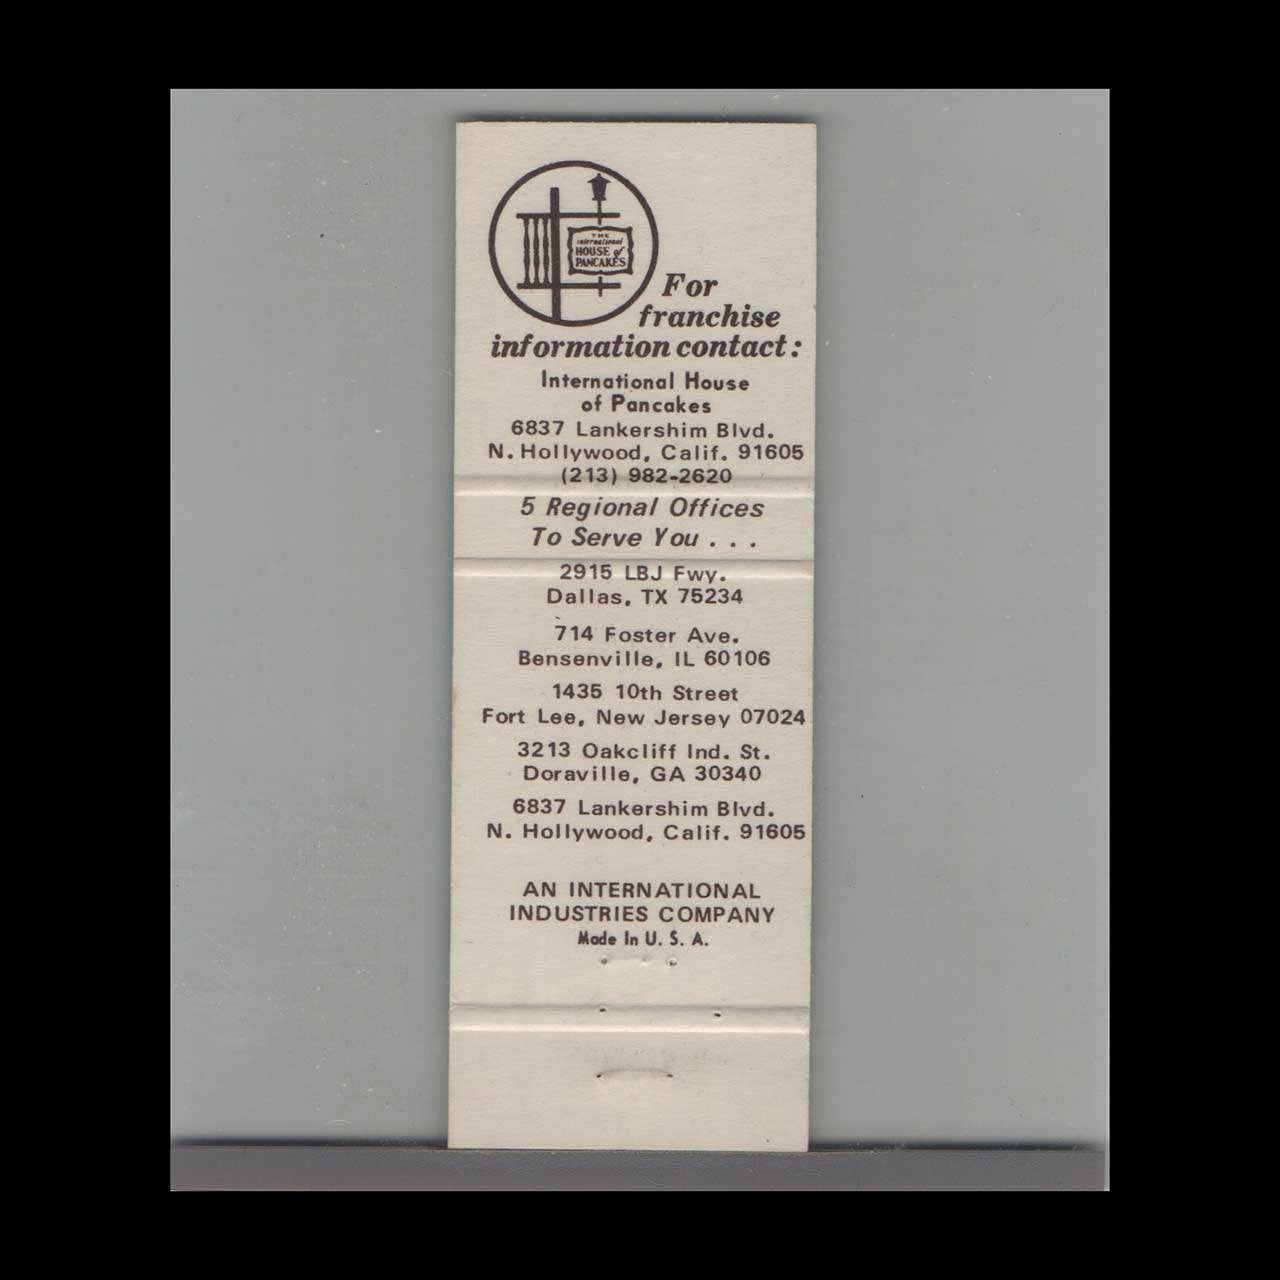 THE
International
HOUSE of
PANCAKES
For
franchise
information contact:
International House
of Pancakes
6837 Lankershim Blvd.
N. Hollywood, Calif. 91605
(213) 982-2620
5 Regional Offices
To Serve You . . .
2915 LBJ Fwy.
Dallas, TX 75234
714 Foster Ave.
Bensenville, IL 60106
1435 10th Street
Fort Lee, New Jersey 07024
3213 Oakcliff Ind. St.
Doraville, GA 30340
6837 Lankershim Blvd.
N. Hollywood, Calif. 91605
AN INTERNATIONAL
INDUSTRIES COMPANY
Made In U. S. A.